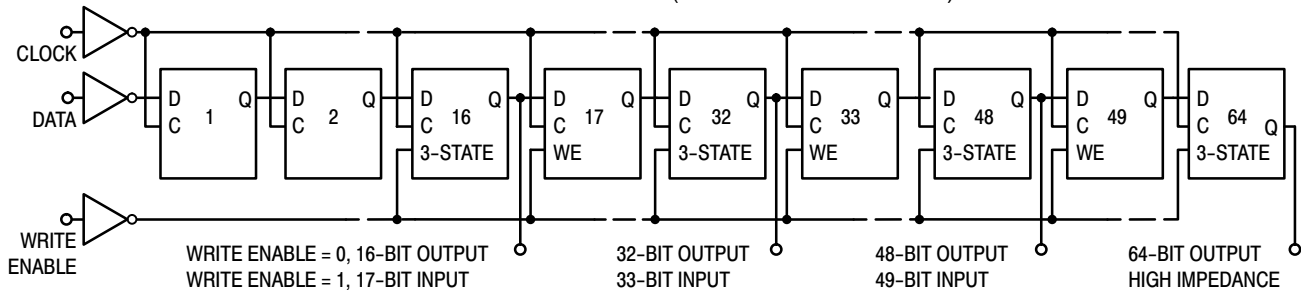 CLOCK
D Q D Q D Q D Q D Q D Q D Q D Q D
DATA
C 1 C 2 C 16 C 17 C 32 C 33 C 48 C 49 C 64 Q
3-STATE WE 3-STATE WE 3-STATE WE 3-STATE
WRITE
ENABLE
WRITE ENABLE = 0, 16-BIT OUTPUT
WRITE ENABLE = 1, 17-BIT INPUT
32-BIT OUTPUT
33-BIT INPUT
48-BIT OUTPUT
49-BIT INPUT
64-BIT OUTPUT
HIGH IMPEDANCE